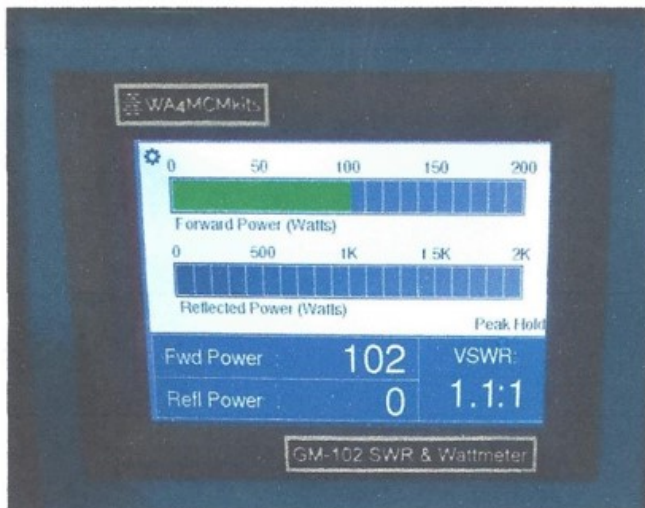 WA4MCMkits
0 50 100 150 200
Forward Power (Watts)
0 500 1K 1.5K 2K
Reflected Power (Watts)
Peak Hold
Fwd Power : 102
VSWR:
Refl Power 0
1.1:1
GM-102 SWR & Wattmeter